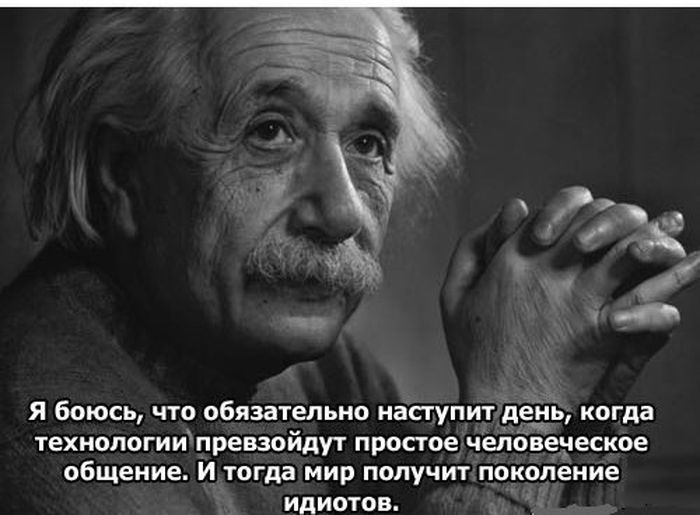 Я боюсь, что обязательно наступит день, когда
технологии превзойдут простое человеческое
общение. И тогда мир получит поколение
идиотов.